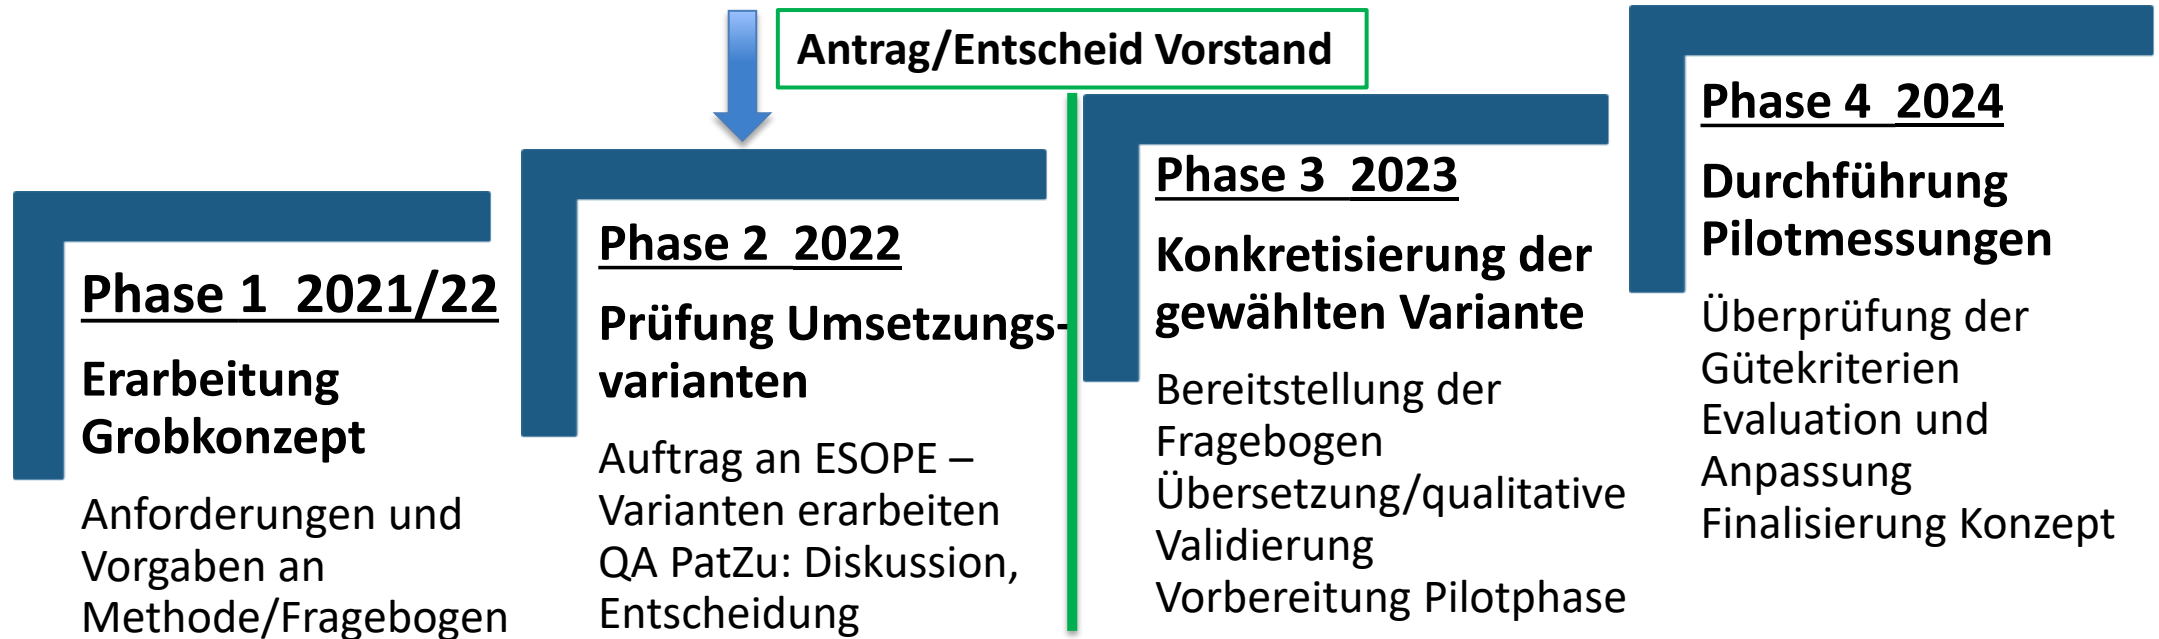 Antrag/Entscheid Vorstand
Phase 1 2021/22
Erarbeitung
Grobkonzept
Anforderungen und
Vorgaben an
Methode/Fragebogen
Phase 2 2022
Prüfung Umsetzungs-
varianten
Auftrag an ESOPE –
Varianten erarbeiten
QA PatZu: Diskussion,
Entscheidung
Phase 3 2023
Konkretisierung der
gewählten Variante
Bereitstellung der
Fragebogen
Übersetzung/qualitative
Validierung
Vorbereitung Pilotphase
Phase 4 2024
Durchführung
Pilotmessungen
Überprüfung der
Gütekriterien
Evaluation und
Anpassung
Finalisierung Konzept